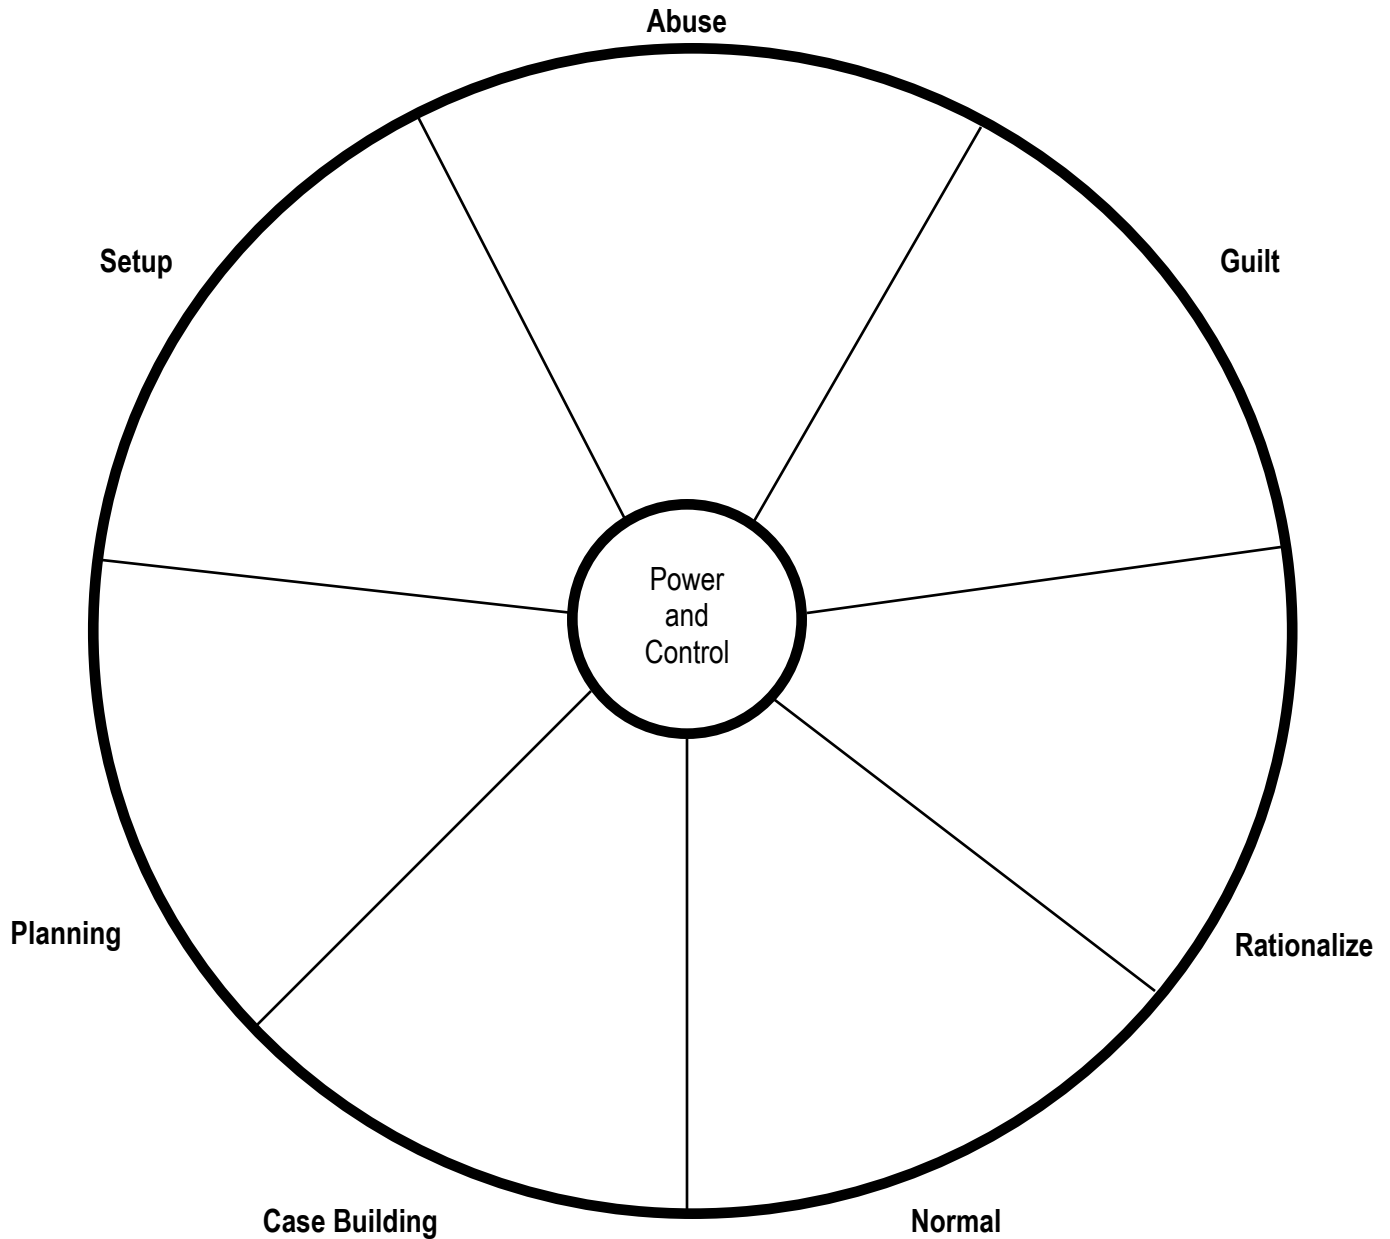 Abuse
Setup
Guilt
Power
and
Control
Planning
Rationalize
Case Building
Normal